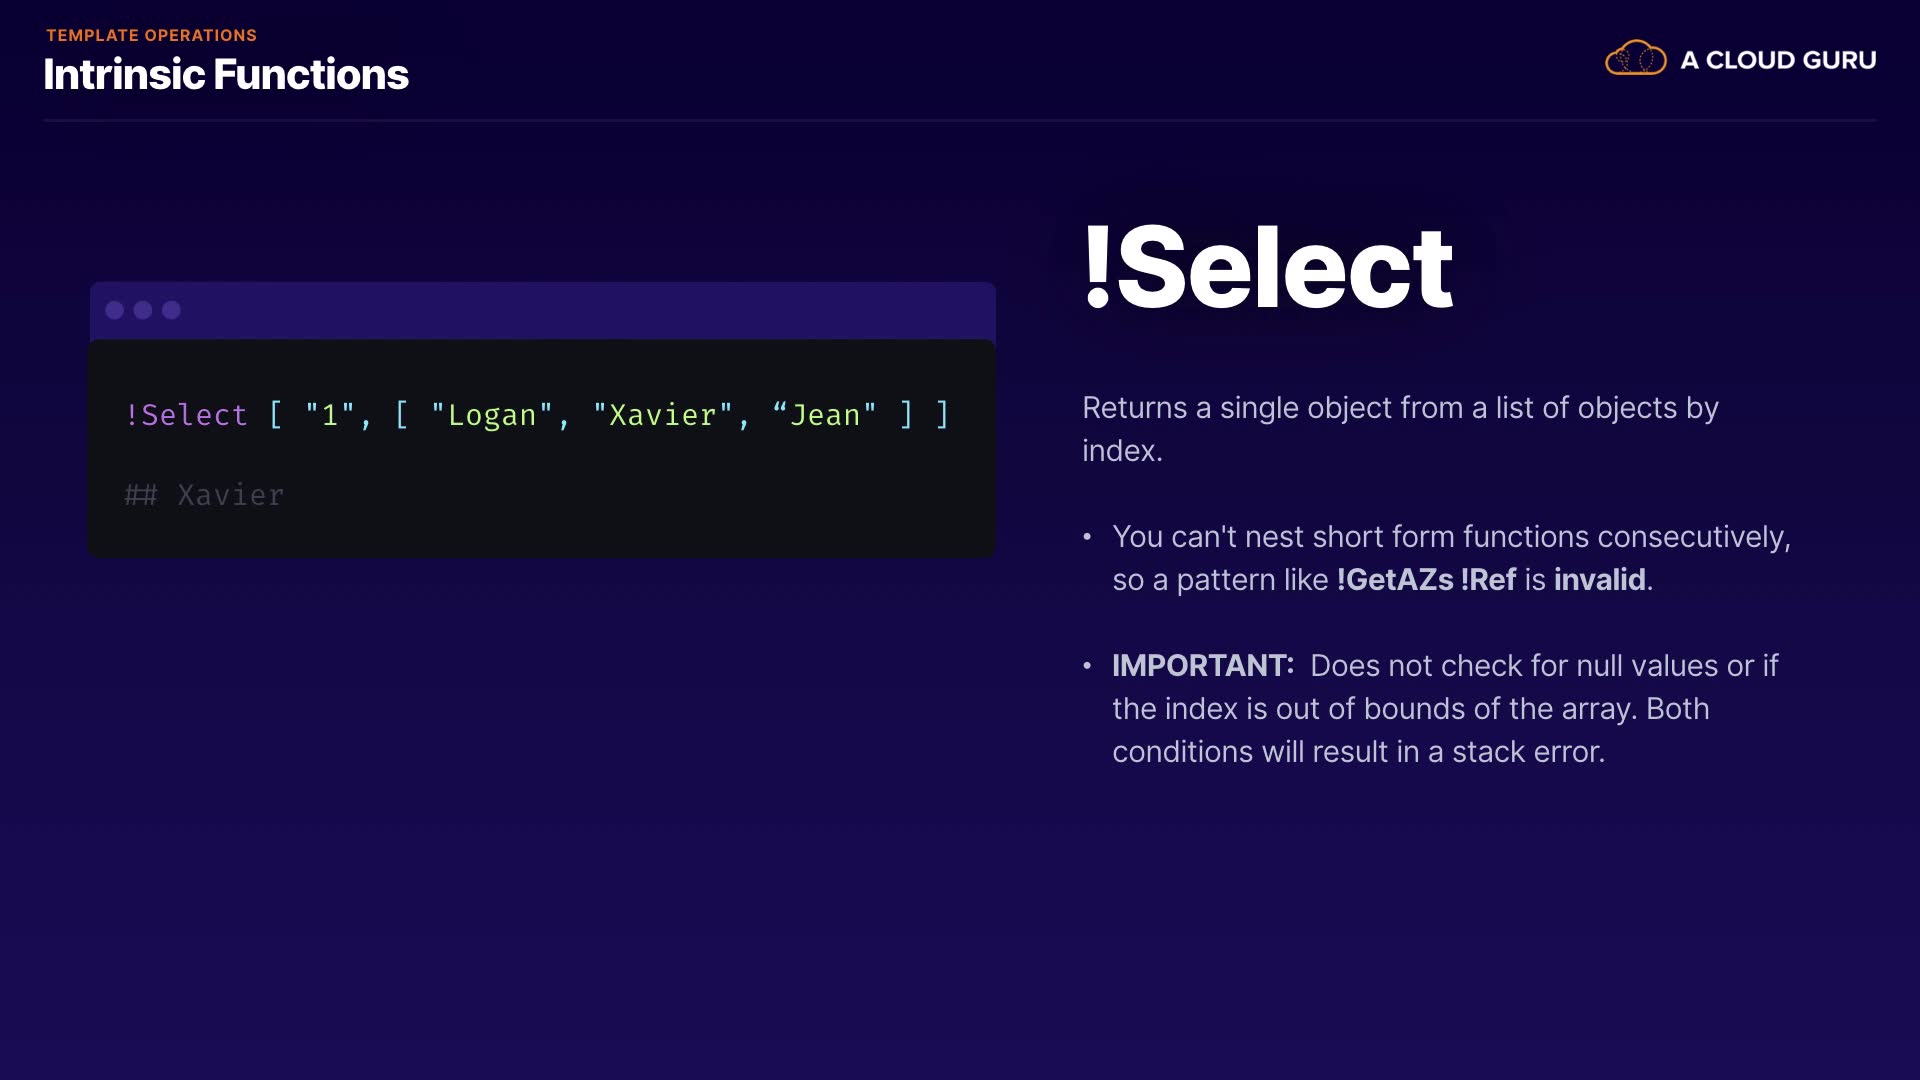 TEMPLATE OPERATIONS
Intrinsic Functions
A CLOUD GURU
!Select [ "1", [ "Logan", "Xavier", “Jean" ] ]
## Xavier
!Select
Returns a single object from a list of objects by
index.
• You can't nest short form functions consecutively,
so a pattern like !GetAZs !Ref is invalid.
• IMPORTANT: Does not check for null values or if
the index is out of bounds of the array. Both
conditions will result in a stack error.